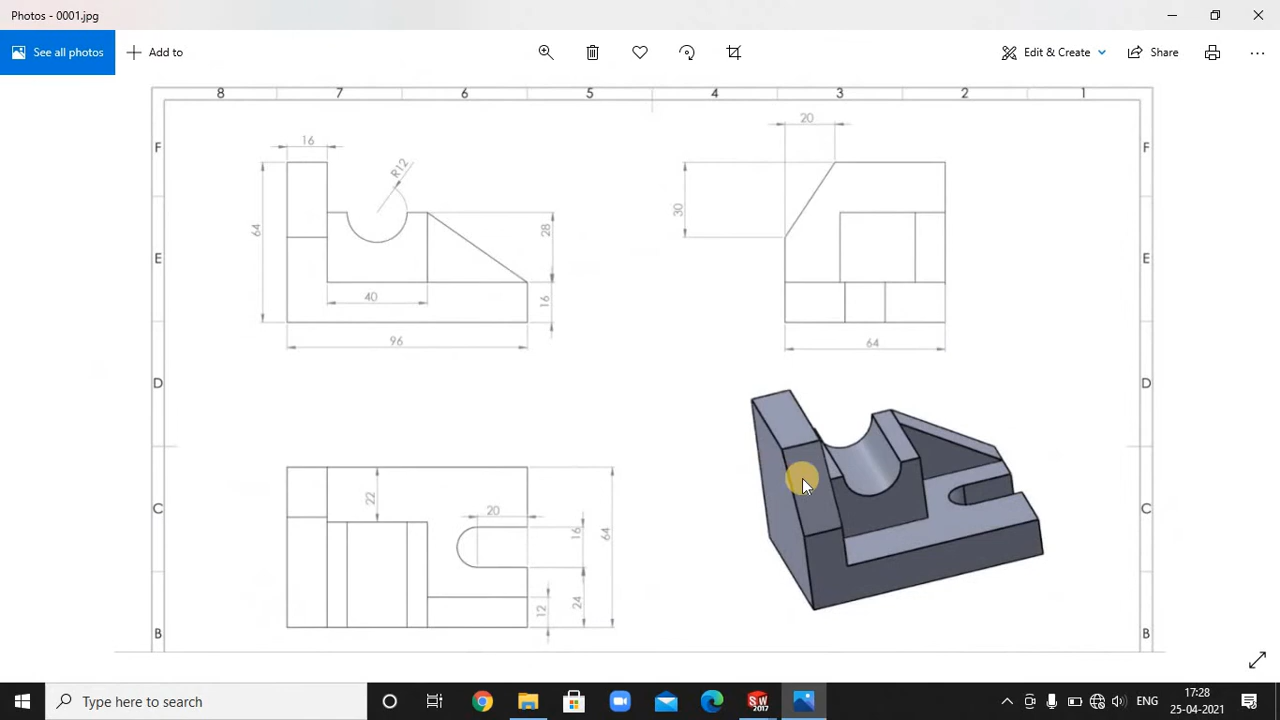 Photos - 0001.jpg
See all photos
Add to
Edit & Create
Share
8 7 6 5 4 3 2 1
F F
16
R12
64
28
40
16
96
20
30
64
E E
D D
C C
22
20
16
64
24
12
B B
Type here to search
SW
2017
ENG
17:28
25-04-2021